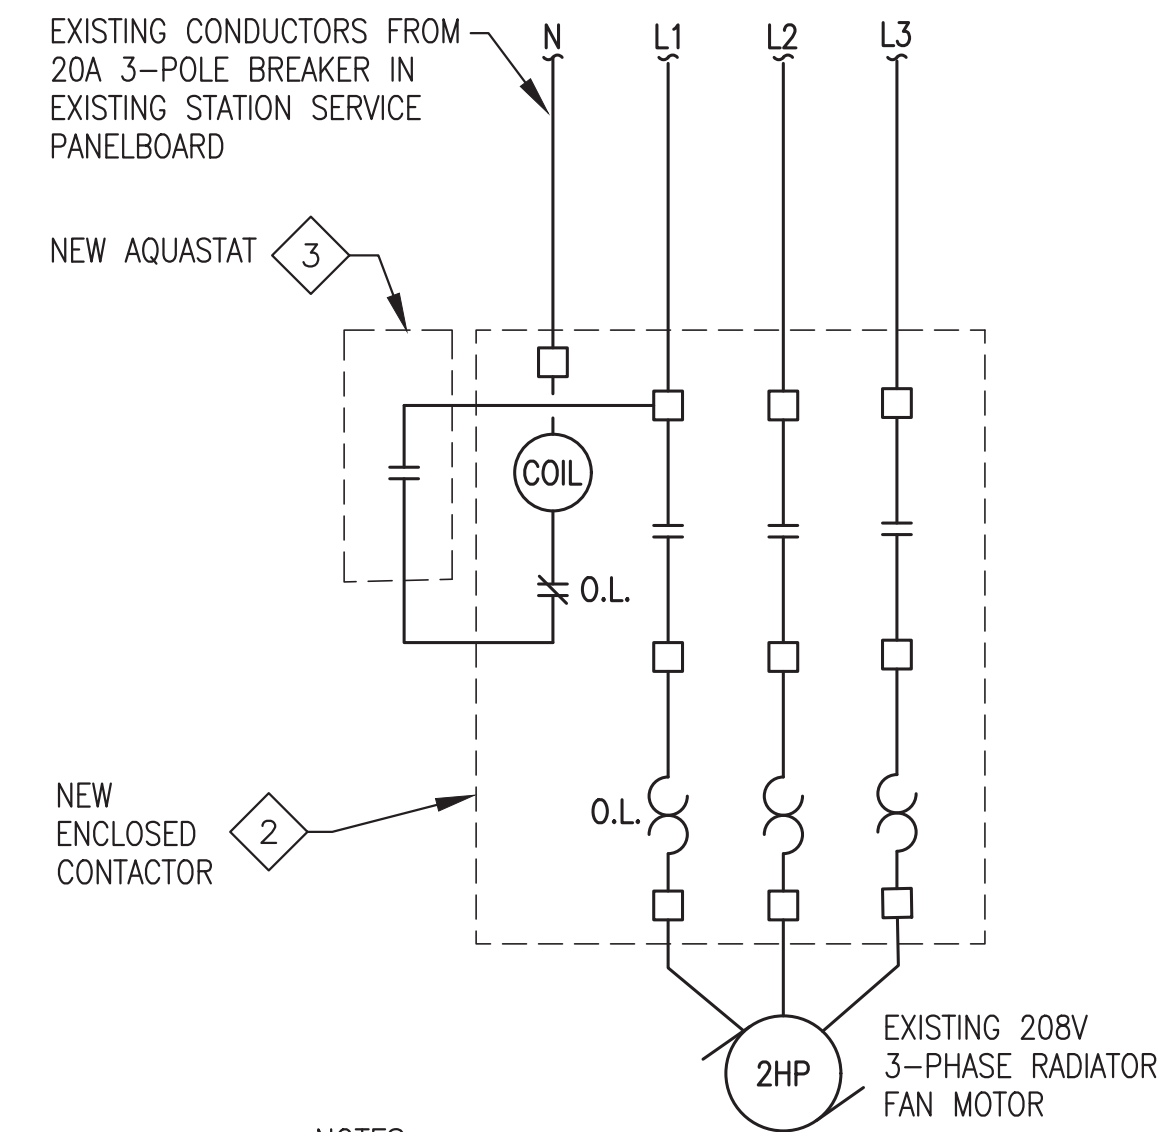 EXISTING CONDUCTORS FROM
20A 3-POLE BREAKER IN
EXISTING STATION SERVICE
PANELBOARD
N
L1
L2
L3
NEW AQUASTAT
3
COIL
O.L.
NEW
ENCLOSED
CONTACTOR
2
O.L.
2HP
EXISTING 208V
3-PHASE RADIATOR
FAN MOTOR